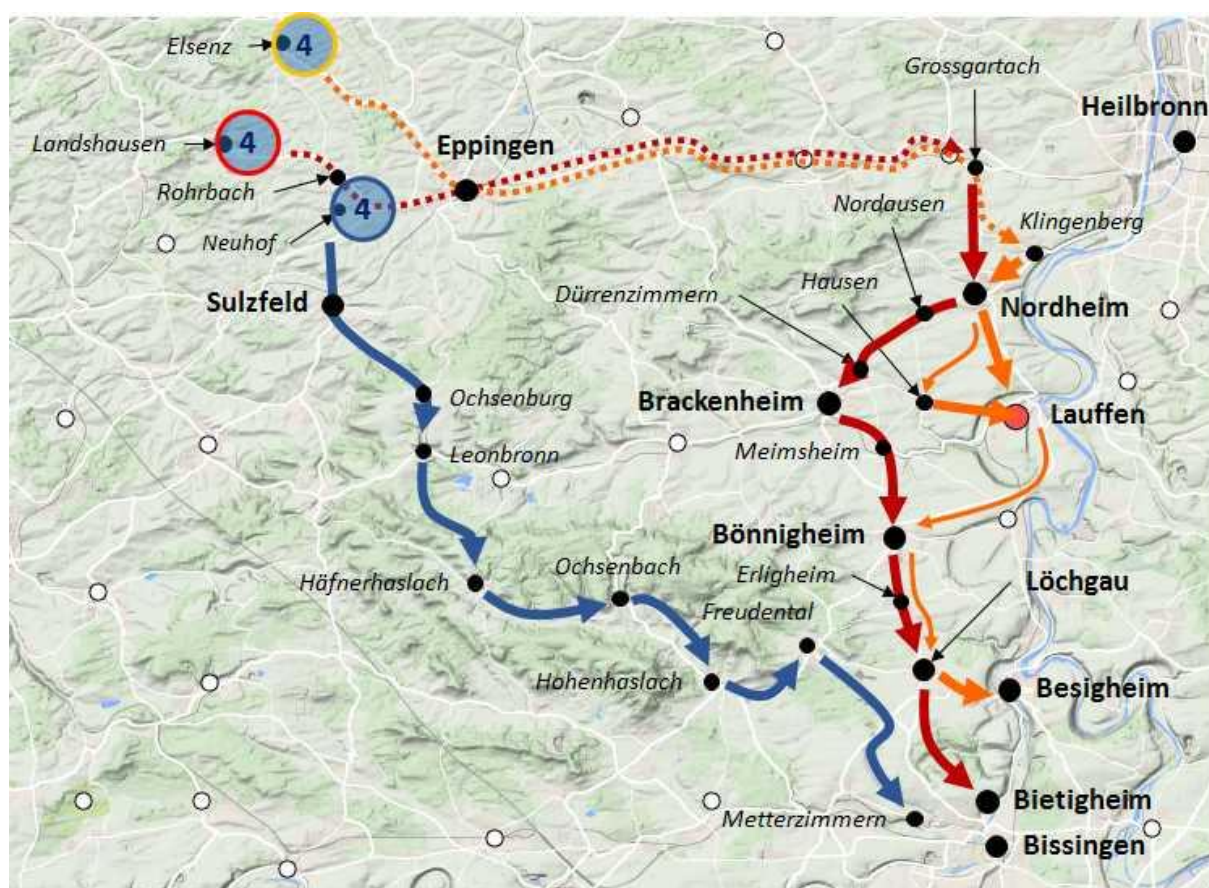 Elsenz
4
Grossgartach
Heilbronn
Landshausen
4
Eppingen
Rohrbach
Nordausen
4
Klingenberg
Neuhof
Dürrenzimmern
Hausen
Sulzfeld
Nordheim
Ochsenburg
Brackenheim
Lauffen
Leonbronn
Meimsheim
Bönnigheim
Häfnerhaslach
Ochsenbach
Erligheim
Löchgau
Freudental
Hohenhaslach
Besigheim
Bietigheim
Metterzimmern
Bissingen